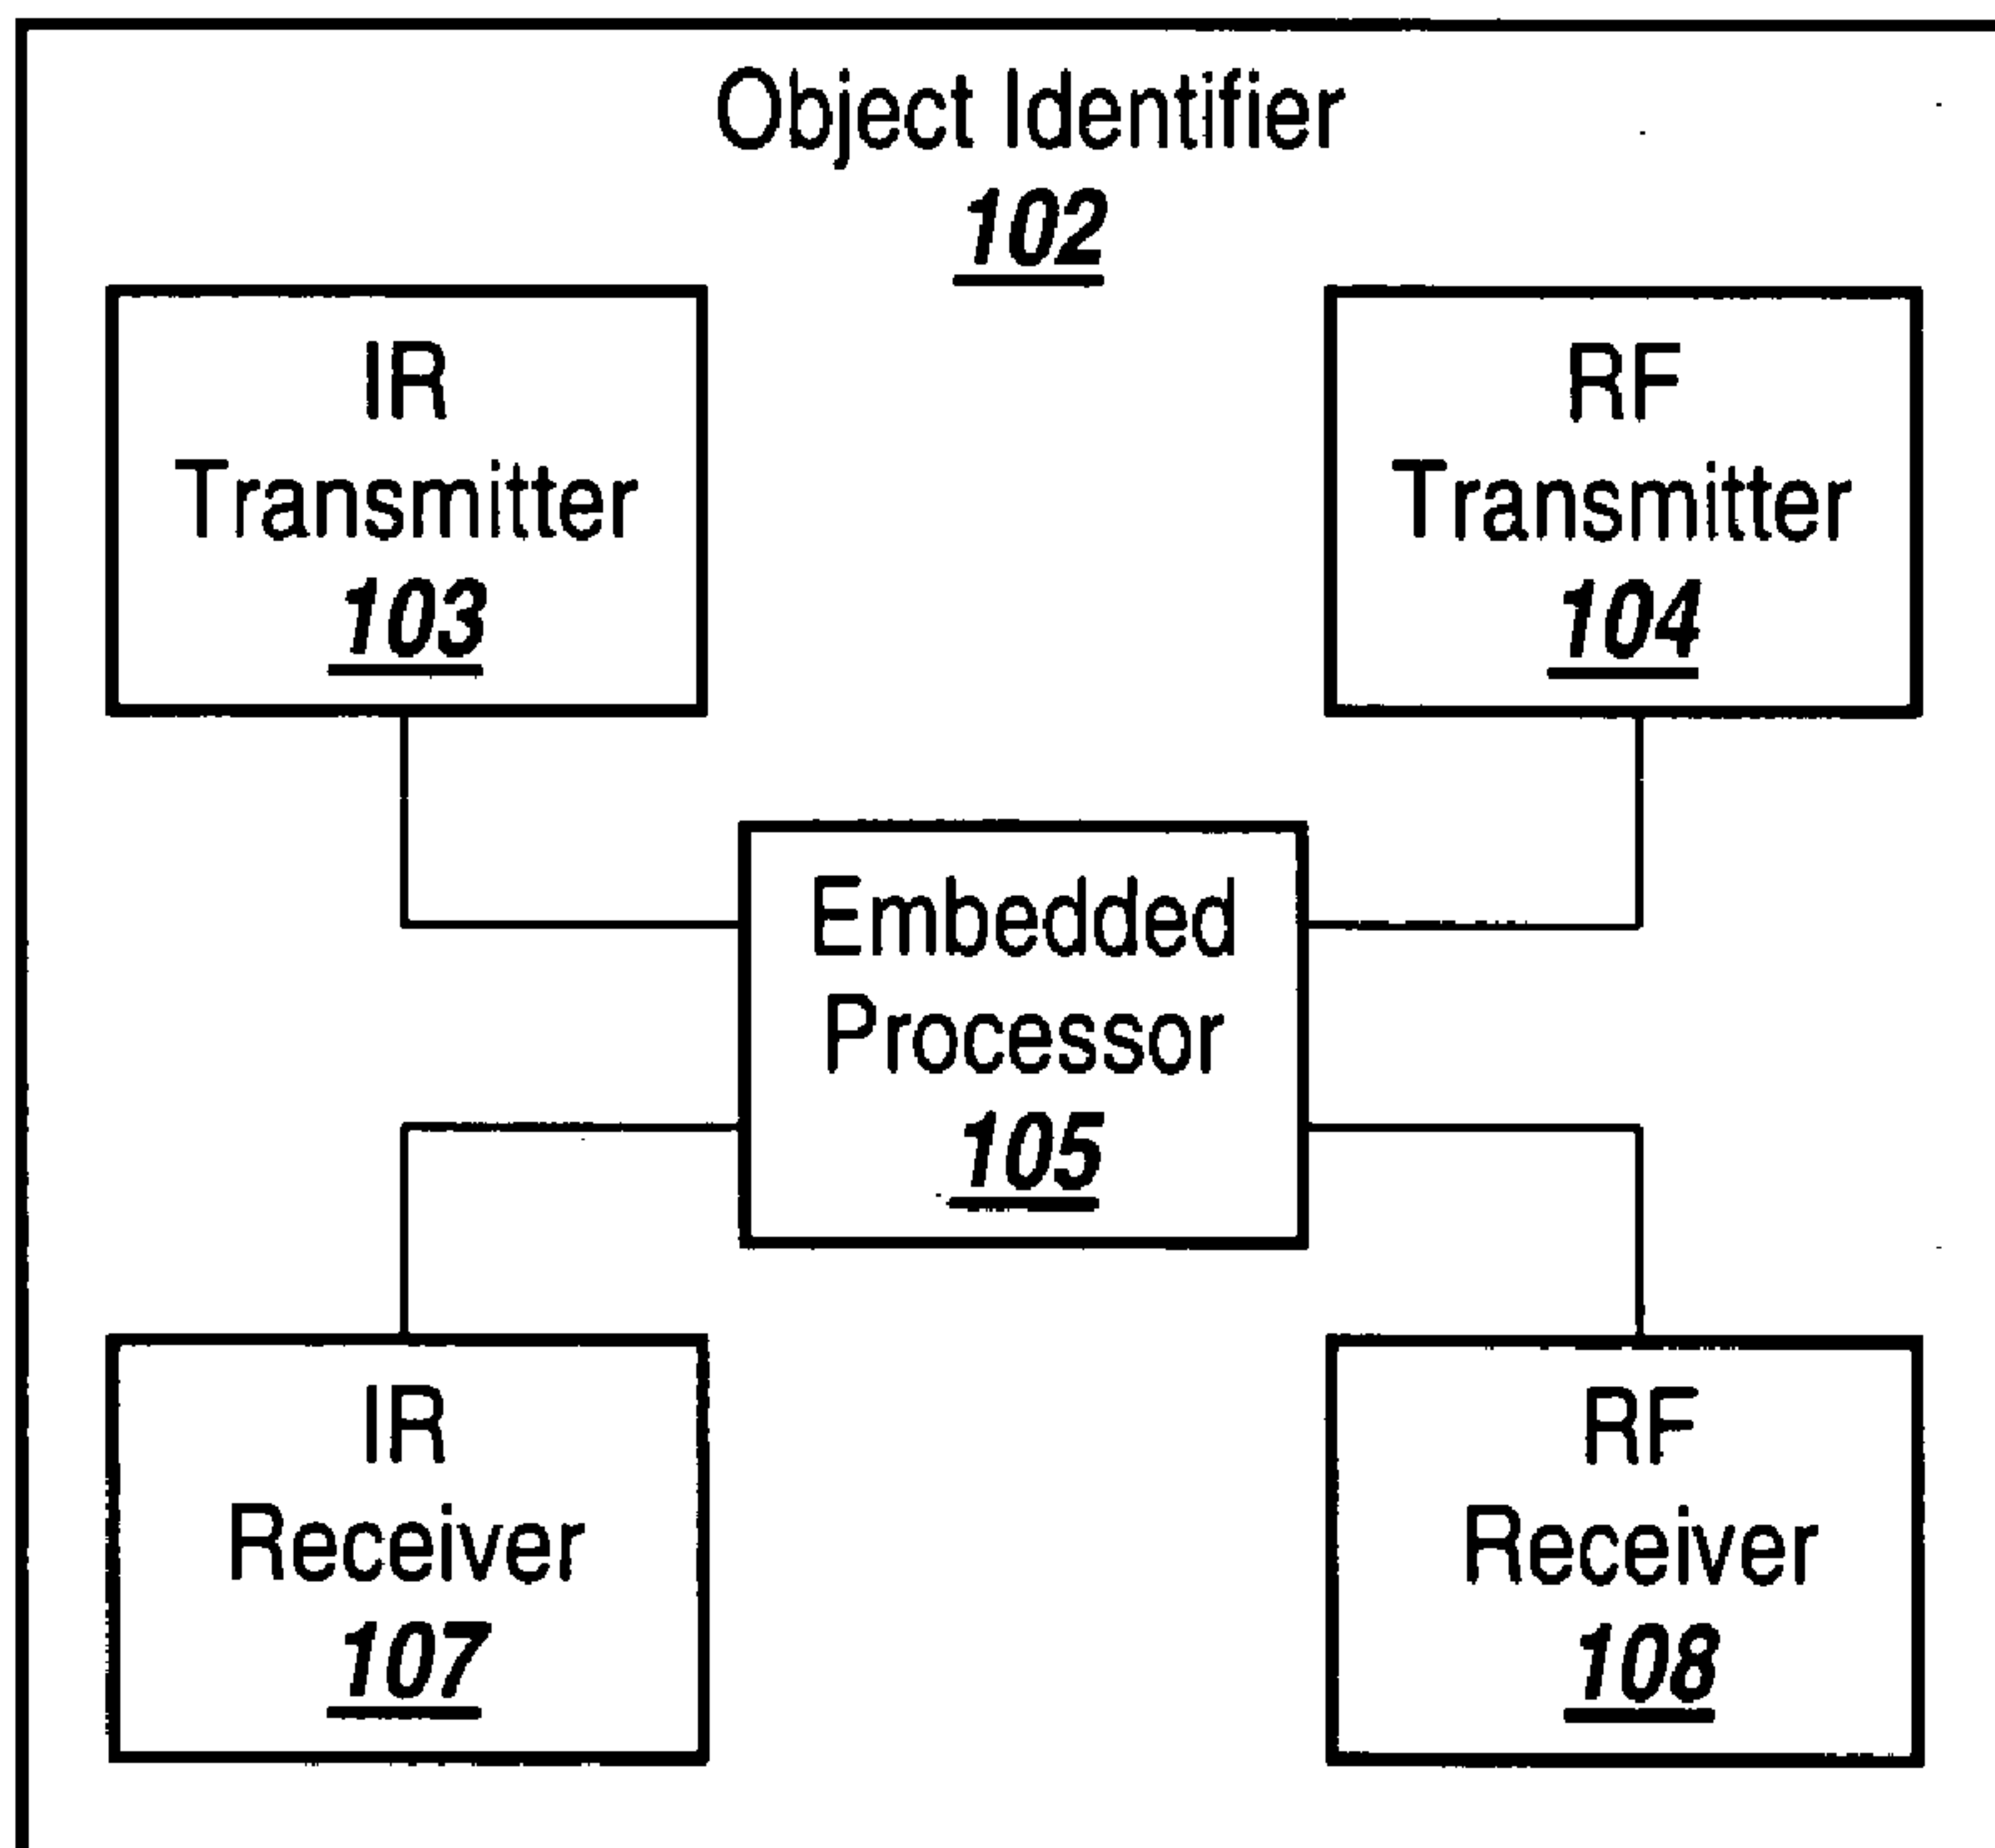 Object Identifier
102
IR
Transmitter
103
RF
Transmitter
104
Embedded
Processor
105
IR
Receiver
107
RF
Receiver
108